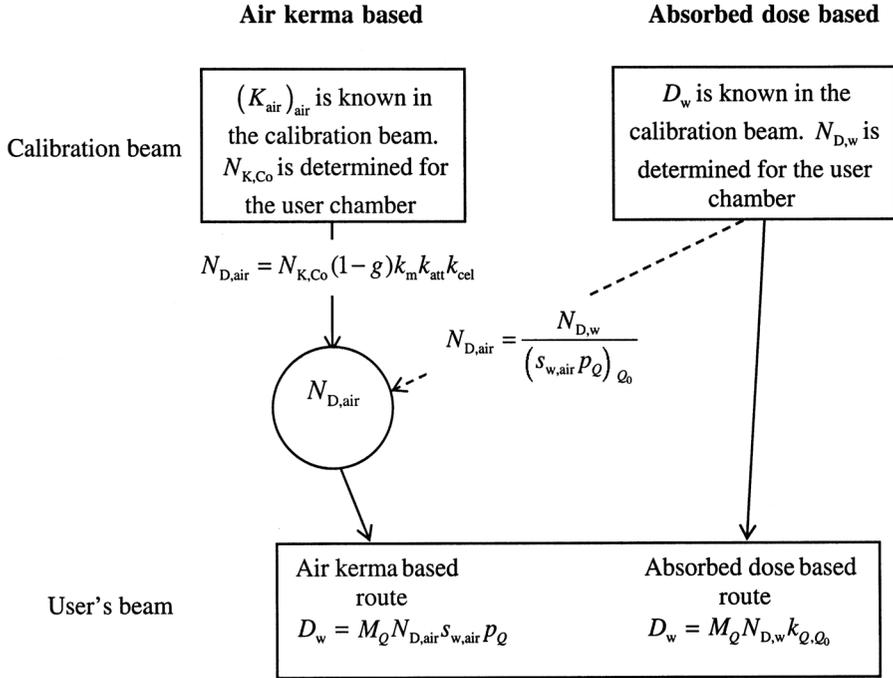 Air kerma based
Absorbed dose based
Calibration beam
(K_air)_air is known in
the calibration beam.
N_K,Co is determined for
the user chamber
D_w is known in the
calibration beam. N_D,w is
determined for the user
chamber
N_D,air = N_K,Co (1−g)k_m k_att k_cel
N_D,air = N_D,w / (s_w,air p_Q)_Q₀
N_D,air
User's beam
Air kerma based
route
D_w = M_Q N_D,air s_w,air p_Q
Absorbed dose based
route
D_w = M_Q N_D,w k_Q,Q₀